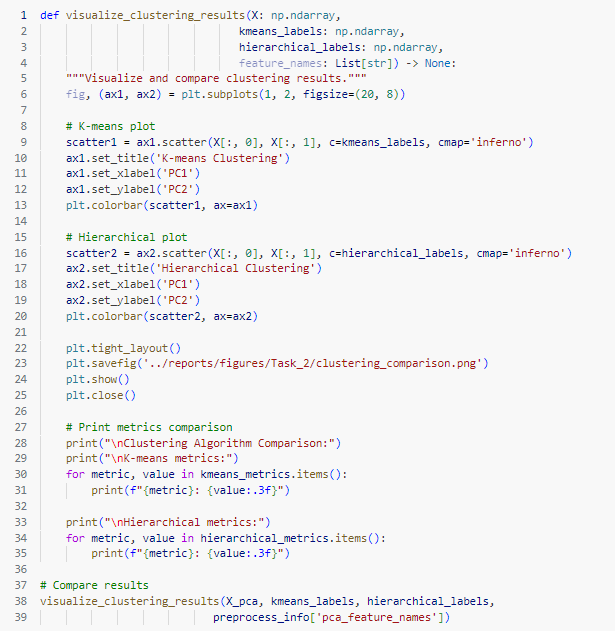 1 def visualize_clustering_results(X: np.ndarray,
2 kmeans_labels: np.ndarray,
3 hierarchical_labels: np.ndarray,
4 feature_names: List[str]) -> None:
5 """Visualize and compare clustering results."""
6 fig, (ax1, ax2) = plt.subplots(1, 2, figsize=(20, 8))
7
8 # K-means plot
9 scatter1 = ax1.scatter(X[:, 0], X[:, 1], c=kmeans_labels, cmap='inferno')
10 ax1.set_title('K-means Clustering')
11 ax1.set_xlabel('PC1')
12 ax1.set_ylabel('PC2')
13 plt.colorbar(scatter1, ax=ax1)
14
15 # Hierarchical plot
16 scatter2 = ax2.scatter(X[:, 0], X[:, 1], c=hierarchical_labels, cmap='inferno')
17 ax2.set_title('Hierarchical Clustering')
18 ax2.set_xlabel('PC1')
19 ax2.set_ylabel('PC2')
20 plt.colorbar(scatter2, ax=ax2)
21
22 plt.tight_layout()
23 plt.savefig('../reports/figures/Task_2/clustering_comparison.png')
24 plt.show()
25 plt.close()
26
27 # Print metrics comparison
28 print("\nClustering Algorithm Comparison:")
29 print("\nK-means metrics:")
30 for metric, value in kmeans_metrics.items():
31 print(f"{metric}: {value:.3f}")
32
33 print("\nHierarchical metrics:")
34 for metric, value in hierarchical_metrics.items():
35 print(f"{metric}: {value:.3f}")
36
37 # Compare results
38 visualize_clustering_results(X_pca, kmeans_labels, hierarchical_labels,
39 preprocess_info['pca_feature_names'])